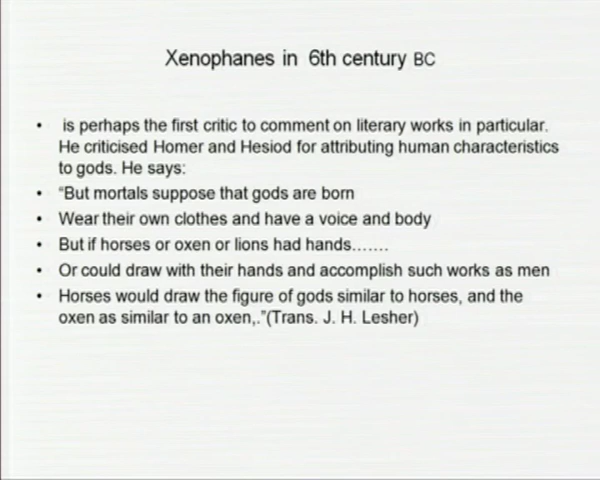 Xenophanes in 6th century BC
• is perhaps the first critic to comment on literary works in particular.
He criticised Homer and Hesiod for attributing human characteristics
to gods. He says:
• “But mortals suppose that gods are born
• Wear their own clothes and have a voice and body
• But if horses or oxen or lions had hands…….
• Or could draw with their hands and accomplish such works as men
• Horses would draw the figure of gods similar to horses, and the
oxen as similar to an oxen,.”(Trans. J. H. Lesher)